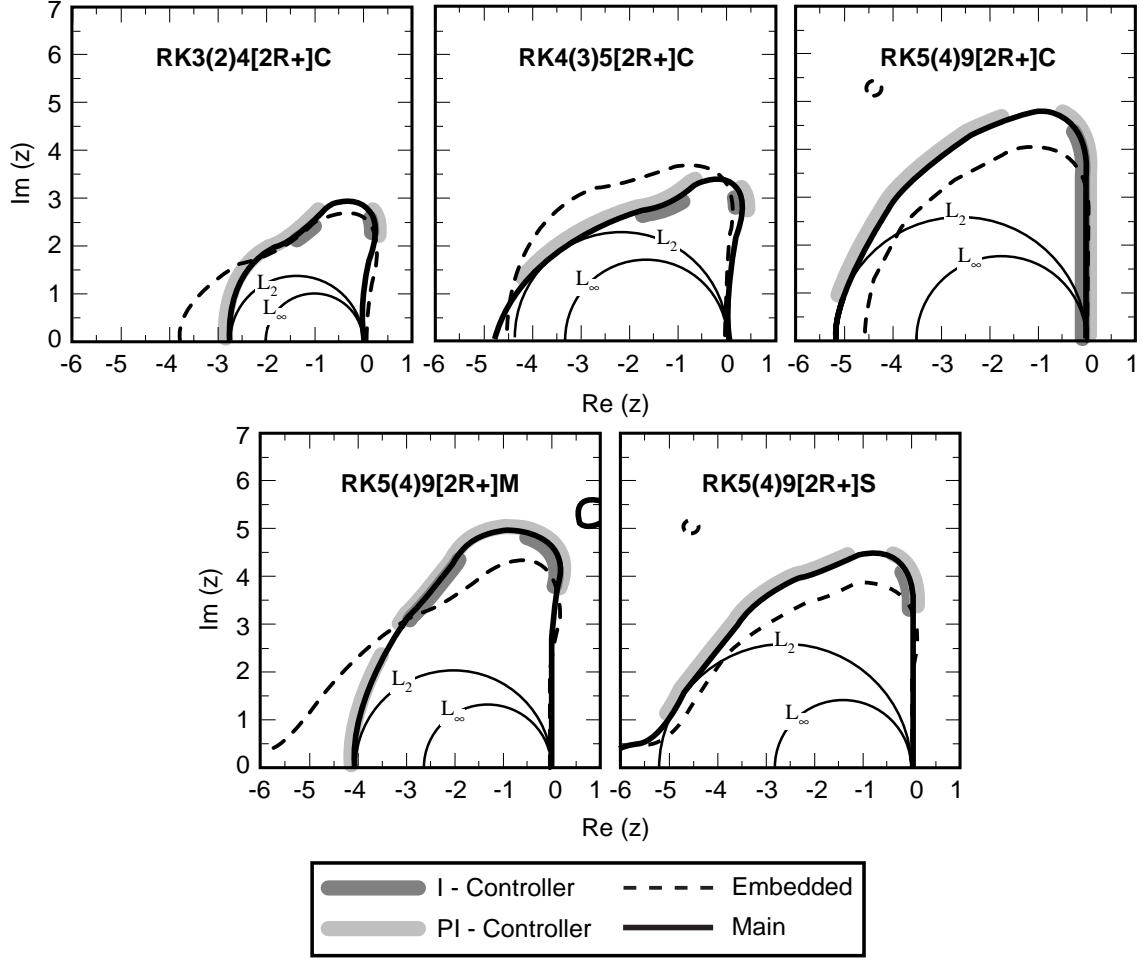 7
6
5
4
3
2
1
0
Im (z)
RK3(2)4[2R+]C
L2
L∞
-6 -5 -4 -3 -2 -1 0 1
RK4(3)5[2R+]C
L2
L∞
-6 -5 -4 -3 -2 -1 0 1
RK5(4)9[2R+]C
L2
L∞
-6 -5 -4 -3 -2 -1 0 1
Re (z)
7
6
5
4
3
2
1
0
Im (z)
RK5(4)9[2R+]M
L2
L∞
-6 -5 -4 -3 -2 -1 0 1
RK5(4)9[2R+]S
L2
L∞
-6 -5 -4 -3 -2 -1 0 1
Re (z)
I - Controller
Embedded
PI - Controller
Main